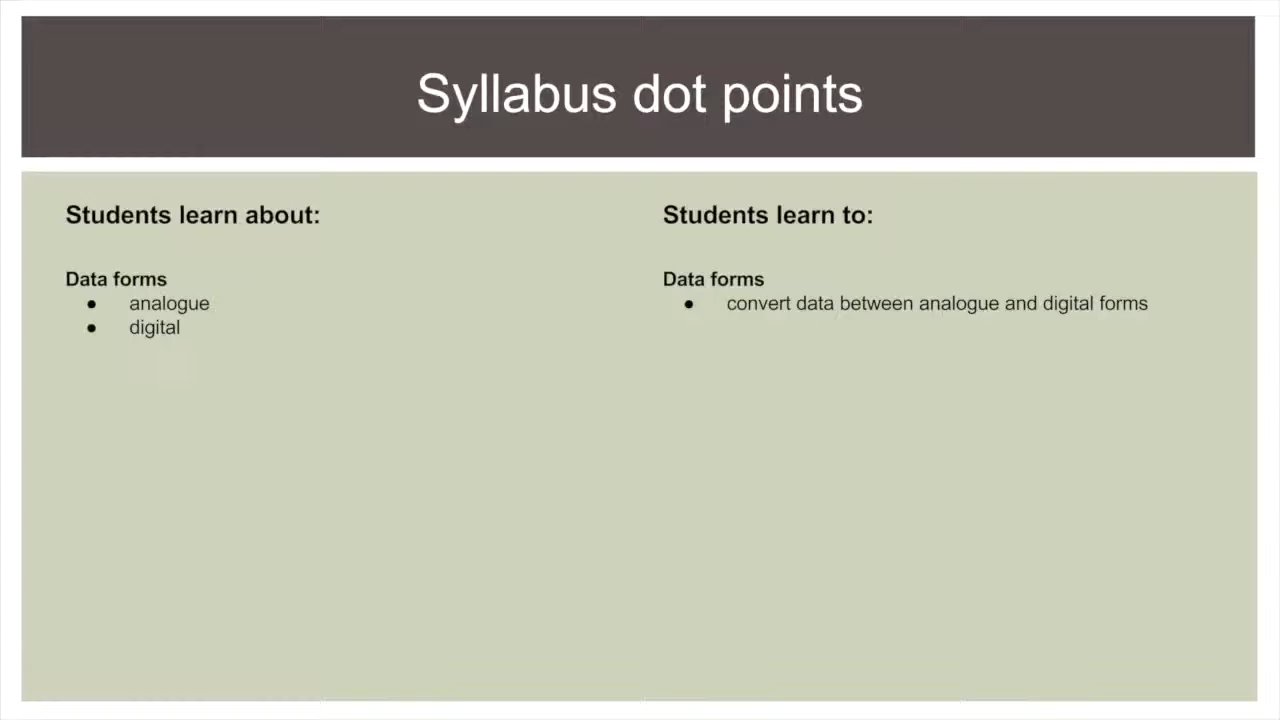 Syllabus dot points
Students learn about:
Data forms
● analogue
● digital
Students learn to:
Data forms
● convert data between analogue and digital forms